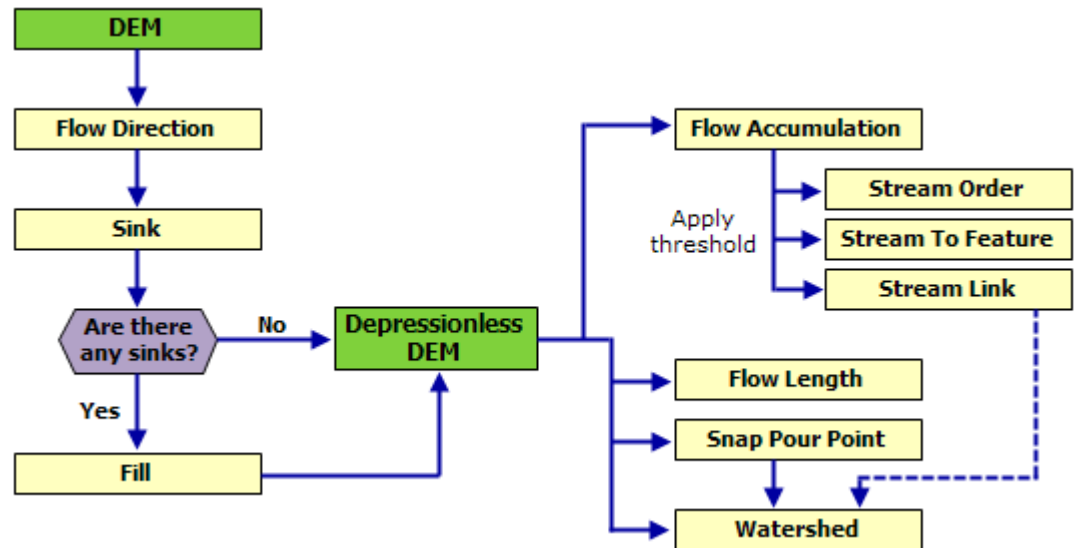 DEM
Flow Direction
Sink
Are there
any sinks?
No
Yes
Fill
Depressionless
DEM
Flow Accumulation
Apply
threshold
Stream Order
Stream To Feature
Stream Link
Flow Length
Snap Pour Point
Watershed